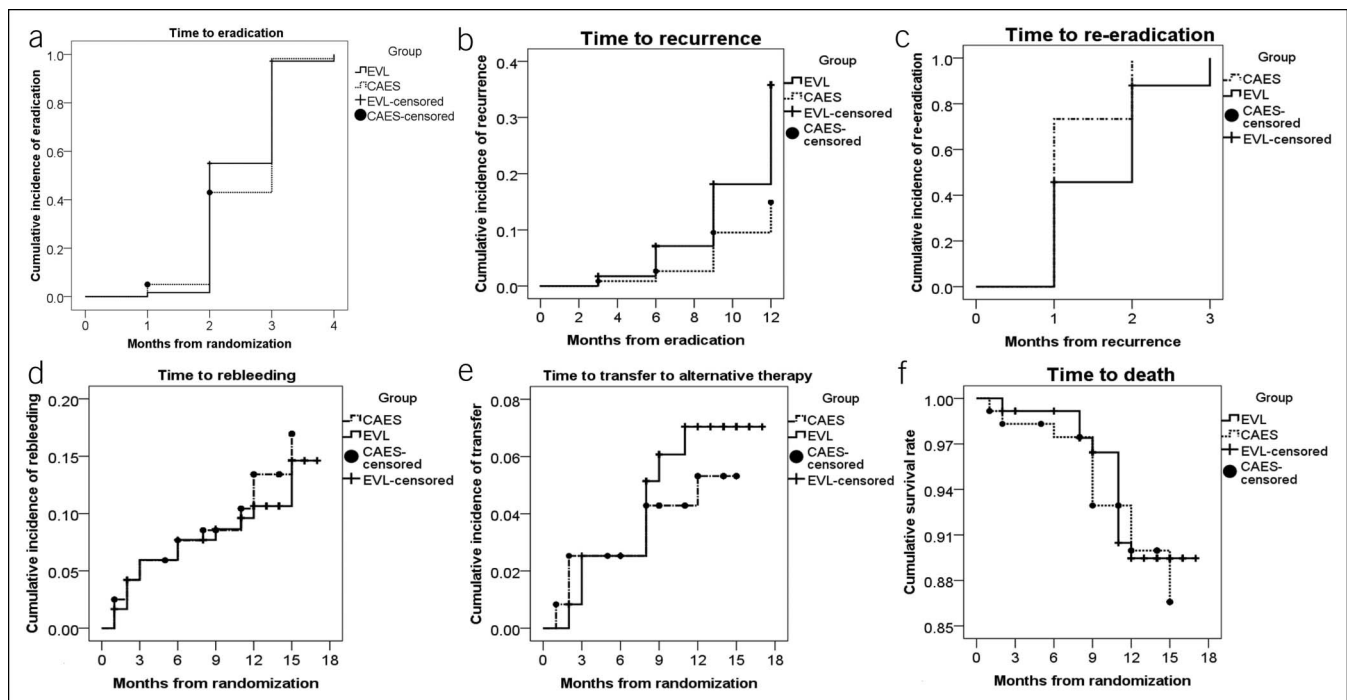 a
Time to eradication
Cumulative incidence of eradication
1.0
0.8
0.6
0.4
0.2
0.0
0 1 2 3 4
Months from randomization
Group
EVL
CAES
EVL-censored
CAES-censored
b
Time to recurrence
Cumulative incidence of recurrence
0.4
0.3
0.2
0.1
0.0
0 2 4 6 8 10 12
Months from eradication
Group
EVL
CAES
EVL-censored
CAES-
censored
c
Time to re-eradication
Cumulative incidence of re-eradication
1.0
0.8
0.6
0.4
0.2
0.0
0 1 2 3
Months from recurrence
Group
CAES
EVL
CAES-
censored
EVL-censored
d
Time to rebleeding
Cumulative incidence of rebleeding
0.20
0.15
0.10
0.05
0.00
0 3 6 9 12 15 18
Months from randomization
Group
CAES
EVL
CAES-
censored
EVL-censored
e
Time to transfer to alternative therapy
Cumulative incidence of transfer
0.08
0.06
0.04
0.02
0.00
0 3 6 9 12 15 18
Months from randomization
Group
CAES
EVL
CAES-
censored
EVL-censored
f
Time to death
Cumulative survival rate
1.00
0.97
0.94
0.91
0.88
0.85
0 3 6 9 12 15 18
Months from randomization
Group
EVL
CAES
EVL-censored
CAES-
censored